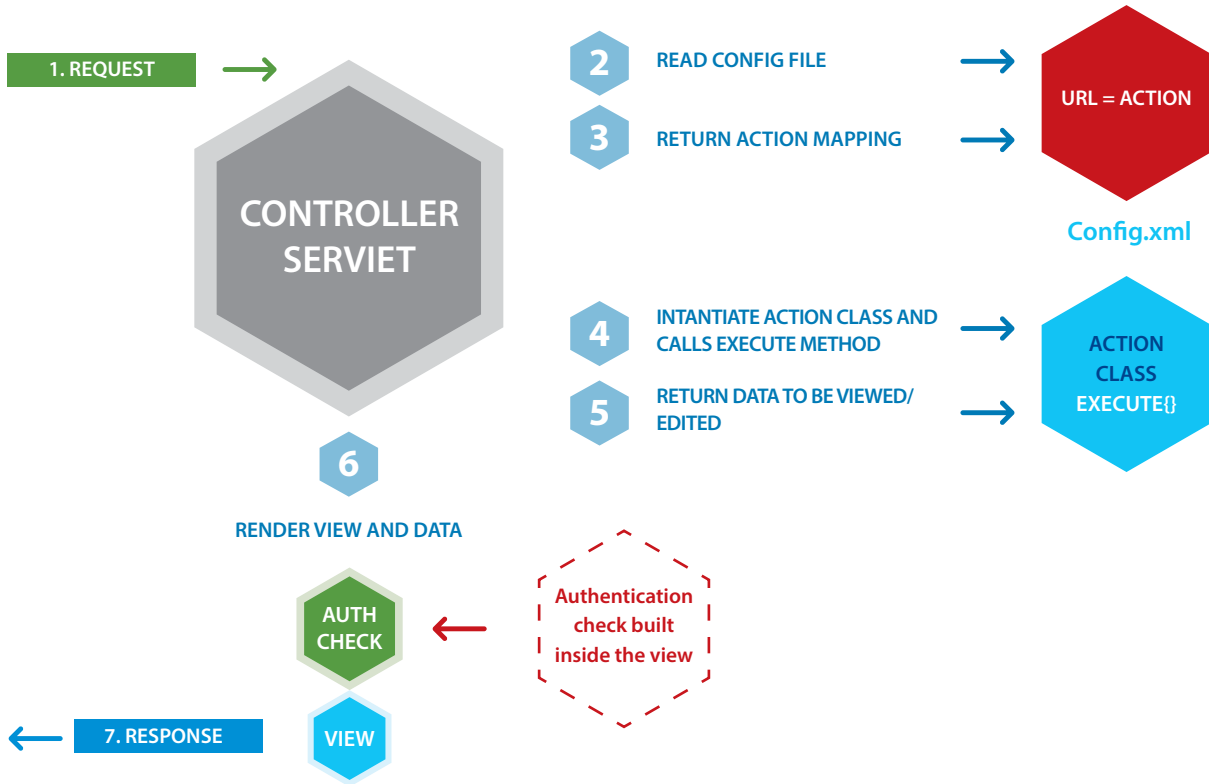 1. REQUEST
CONTROLLER
SERVIET
2
READ CONFIG FILE
3
RETURN ACTION MAPPING
URL = ACTION
Config.xml
4
INTANTIATE ACTION CLASS AND
CALLS EXECUTE METHOD
5
RETURN DATA TO BE VIEWED/
EDITED
ACTION
CLASS
EXECUTE{}
6
RENDER VIEW AND DATA
AUTH
CHECK
Authentication
check built
inside the view
VIEW
7. RESPONSE